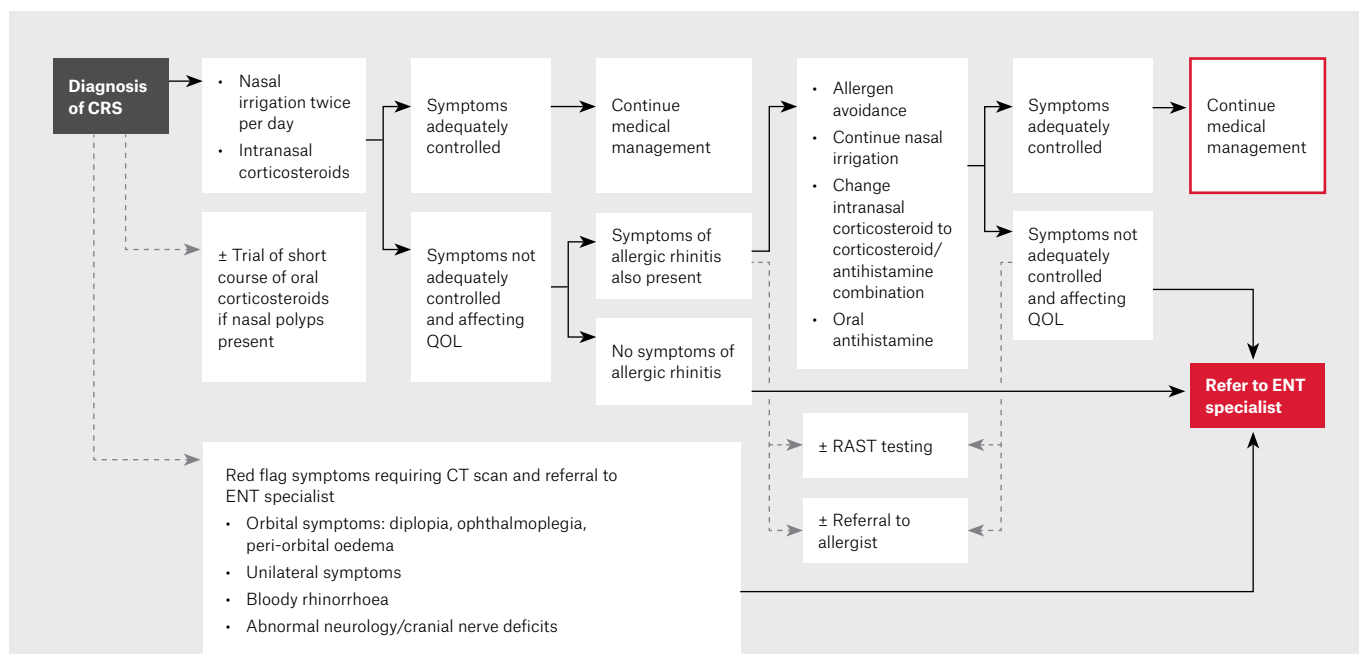 Diagnosis
of CRS
• Nasal
irrigation twice
per day
• Intranasal
corticosteroids
Symptoms
adequately
controlled
Continue
medical
management
• Allergen
avoidance
• Continue nasal
irrigation
• Change
intranasal
corticosteroid to
corticosteroid/
antihistamine
combination
• Oral
antihistamine
Symptoms
adequately
controlled
Continue
medical
management
± Trial of short
course of oral
corticosteroids
if nasal polyps
present
Symptoms not
adequately
controlled
and affecting
QOL
Symptoms of
allergic rhinitis
also present
No symptoms of
allergic rhinitis
Symptoms not
adequately
controlled
and affecting
QOL
Refer to ENT
specialist
± RAST testing
± Referral to
allergist
Red flag symptoms requiring CT scan and referral to
ENT specialist
• Orbital symptoms: diplopia, ophthalmoplegia,
peri-orbital oedema
• Unilateral symptoms
• Bloody rhinorrhoea
• Abnormal neurology/cranial nerve deficits